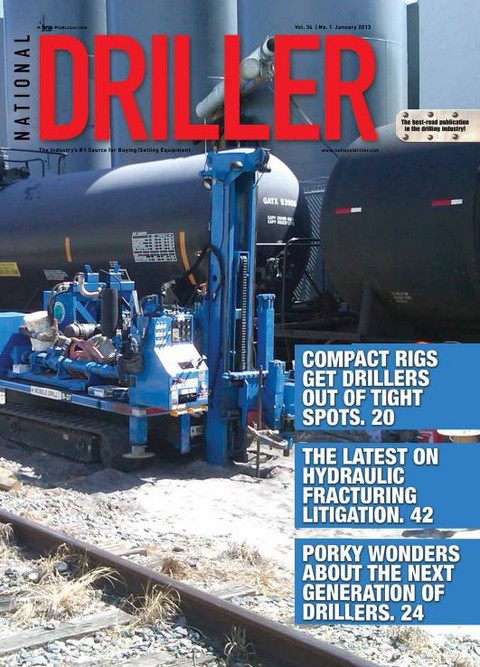 A bnp PUBLICATION
Vol. 34 | No. 1 January 2013
NATIONAL
DRILLER
The best-read publication
in the drilling industry!
The Industry's #1 Source for Buying/Selling Equipment
www.nationaldriller.com
GATX
MOBILE DRILL
COMPACT RIGS
GET DRILLERS
OUT OF TIGHT
SPOTS. 20
THE LATEST ON
HYDRAULIC
FRACTURING
LITIGATION. 42
PORKY WONDERS
ABOUT THE NEXT
GENERATION OF
DRILLERS. 24